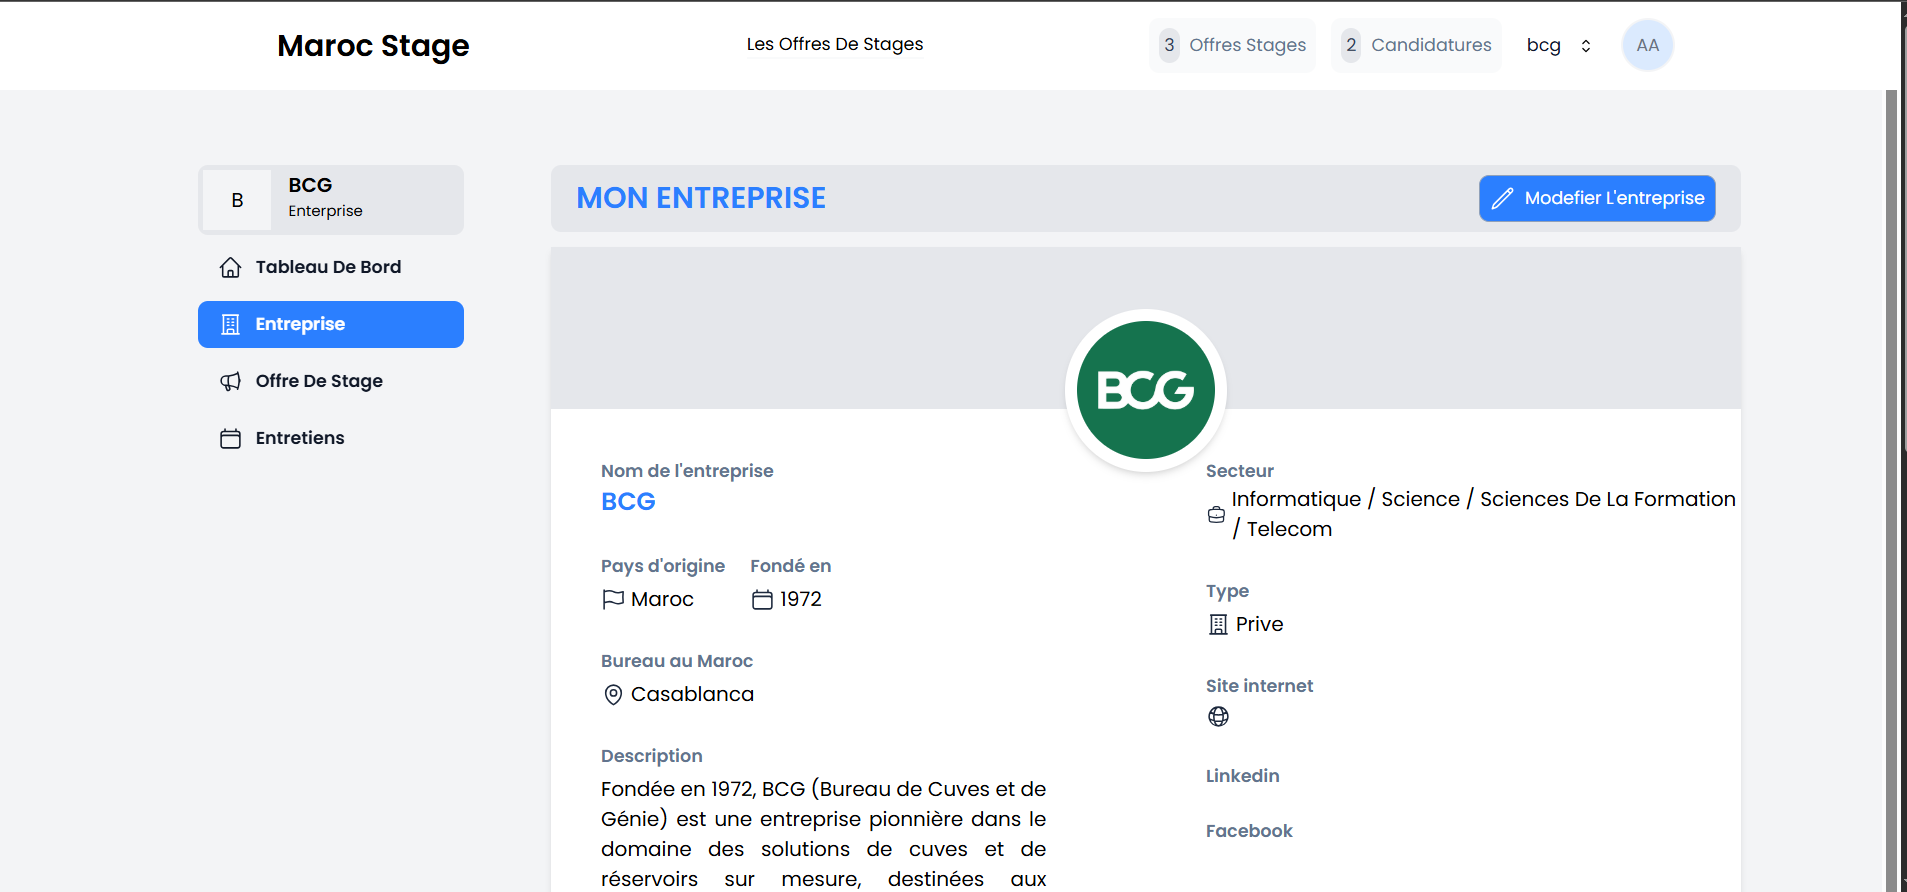 Maroc Stage
Les Offres De Stages
3 Offres Stages
2 Candidatures
bcg
AA
B
BCG
Enterprise
Tableau De Bord
Entreprise
Offre De Stage
Entretiens
MON ENTREPRISE
Modefier L'entreprise
BCG
Nom de l'entreprise
BCG
Pays d'origine
Maroc
Fondé en
1972
Bureau au Maroc
Casablanca
Description
Fondée en 1972, BCG (Bureau de Cuves et de
Génie) est une entreprise pionnière dans le
domaine des solutions de cuves et de
réservoirs sur mesure, destinées aux
Secteur
Informatique / Science / Sciences De La Formation
/ Telecom
Type
Prive
Site internet
Linkedin
Facebook